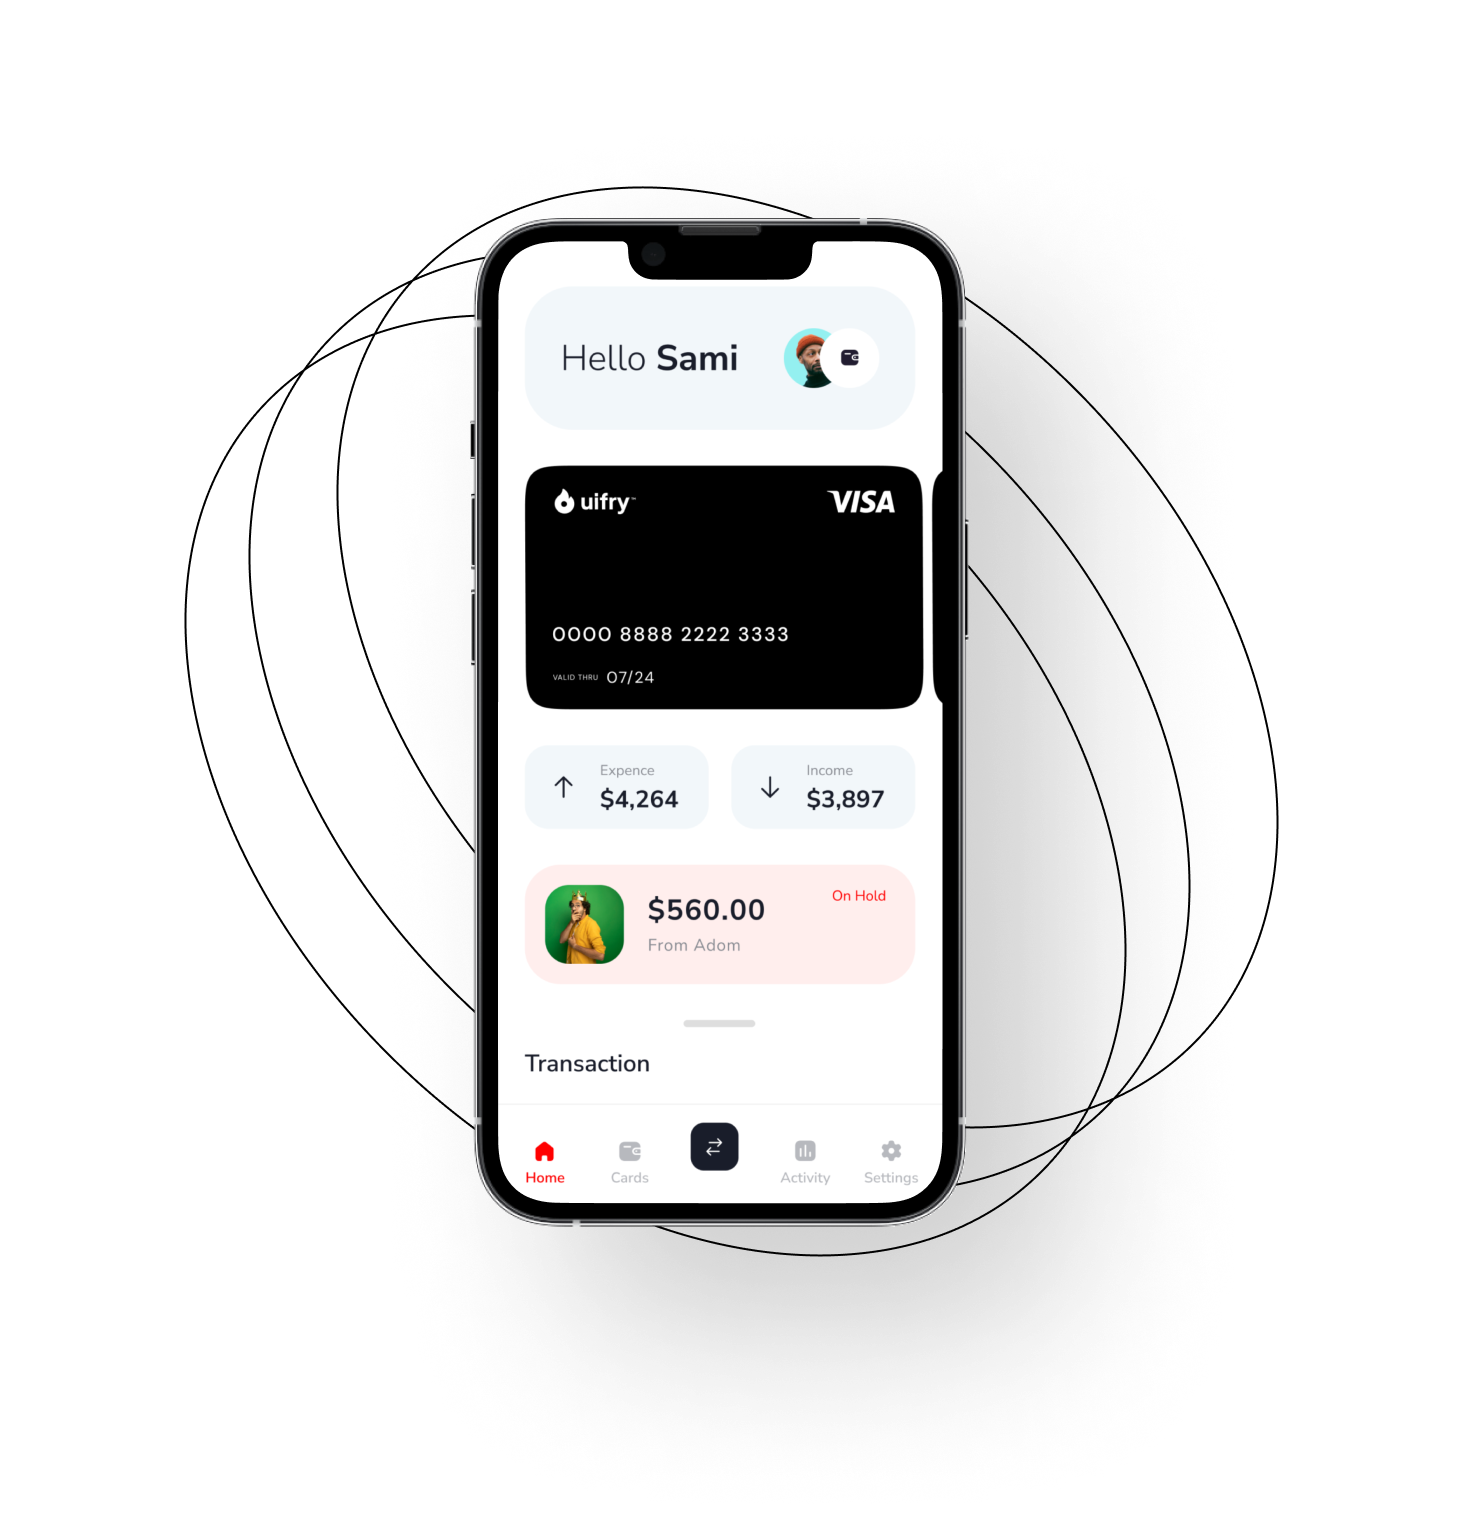 Hello Sami
uifry™
VISA
0000 8888 2222 3333
VALID THRU 07/24
Expence
$4,264
Income
$3,897
$560.00
On Hold
From Adom
Transaction
Home
Cards
Activity
Settings